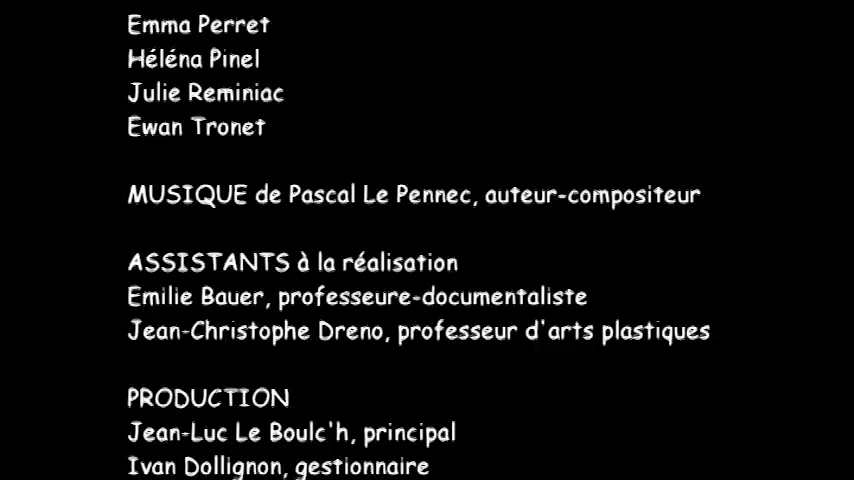 Emma Perret
Héléna Pinel
Julie Reminiac
Ewan Tronet
MUSIQUE de Pascal Le Pennec, auteur-compositeur
ASSISTANTS à la réalisation
Emilie Bauer, professeure-documentaliste
Jean-Christophe Dreno, professeur d'arts plastiques
PRODUCTION
Jean-Luc Le Boulc'h, principal
Ivan Dollignon, gestionnaire